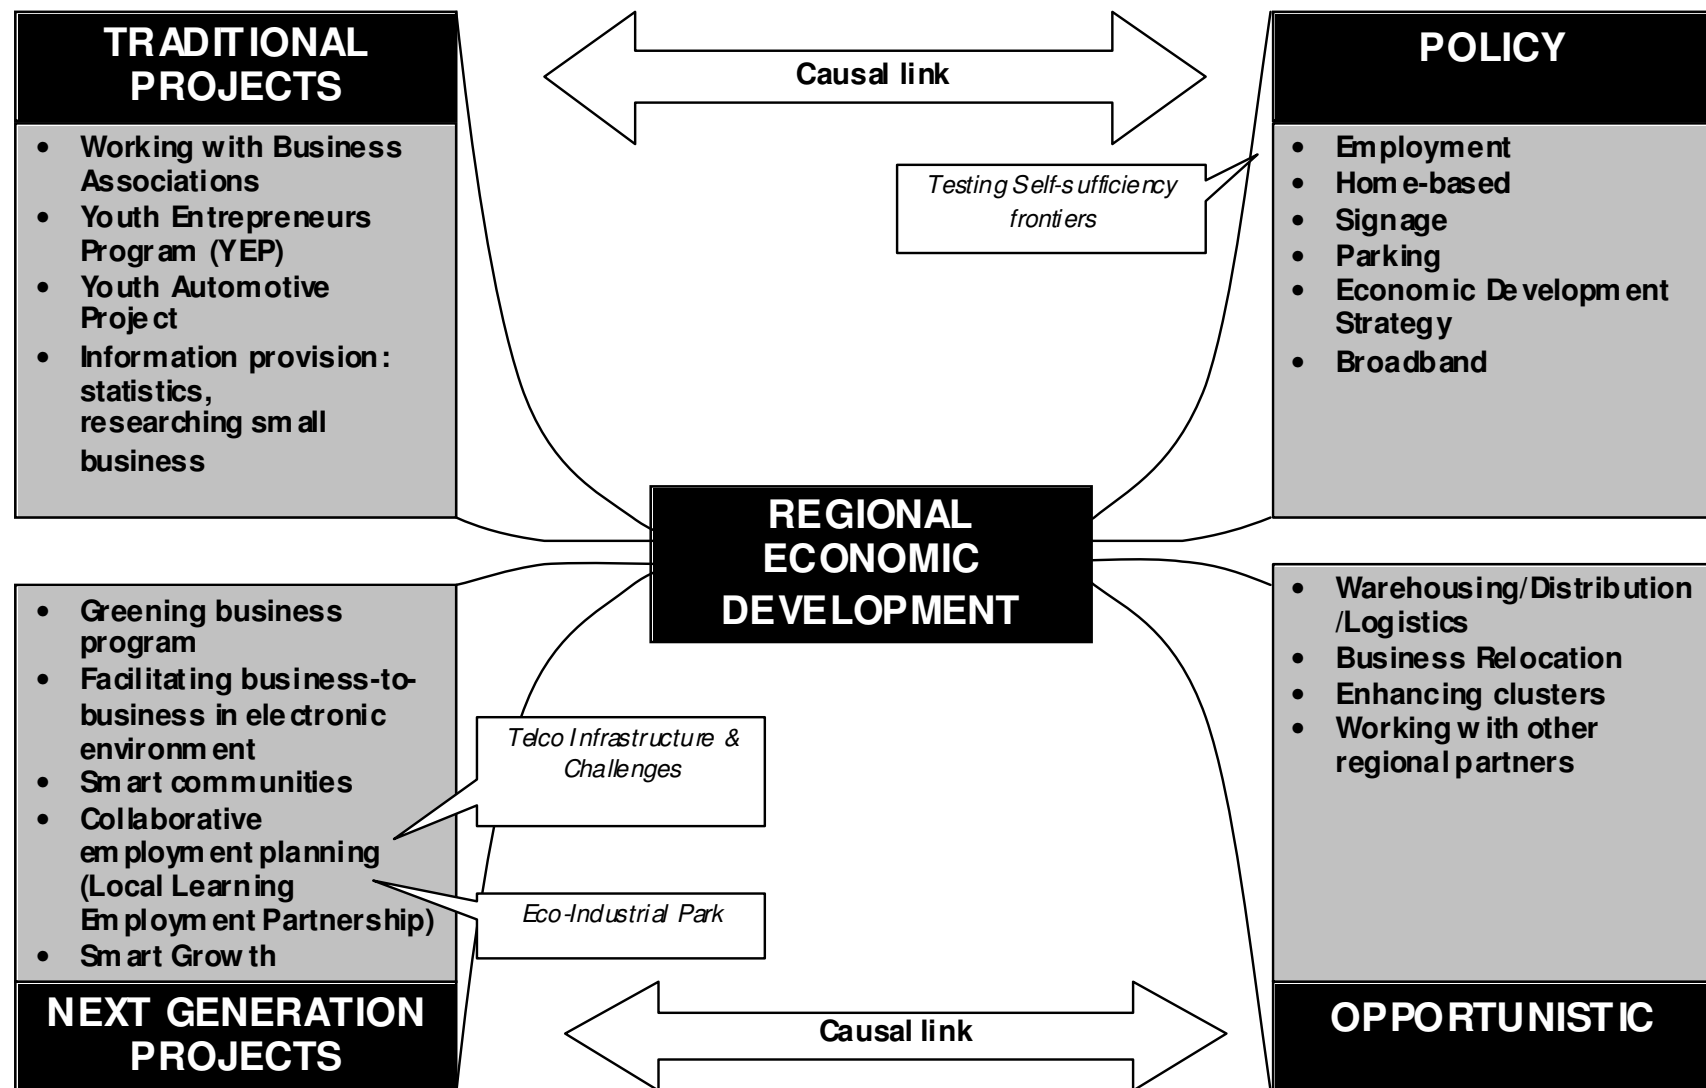 TRADITIONAL
PROJECTS
• Working with Business
Associations
• Youth Entrepreneurs
Program (YEP)
• Youth Automotive
Project
• Information provision:
statistics,
researching small
business
Causal link
POLICY
Testing Self-sufficiency
frontiers
• Employment
• Home-based
• Signage
• Parking
• Economic Development
Strategy
• Broadband
REGIONAL
ECONOMIC
DEVELOPMENT
• Greening business
program
• Facilitating business-to-
business in electronic
environment
• Smart communities
• Collaborative
employment planning
(Local Learning
Employment Partnership)
• Smart Growth
NEXT GENERATION
PROJECTS
Telco Infrastructure &
Challenges
Eco-Industrial Park
Causal link
• Warehousing/Distribution
/Logistics
• Business Relocation
• Enhancing clusters
• Working with other
regional partners
OPPORTUNISTIC